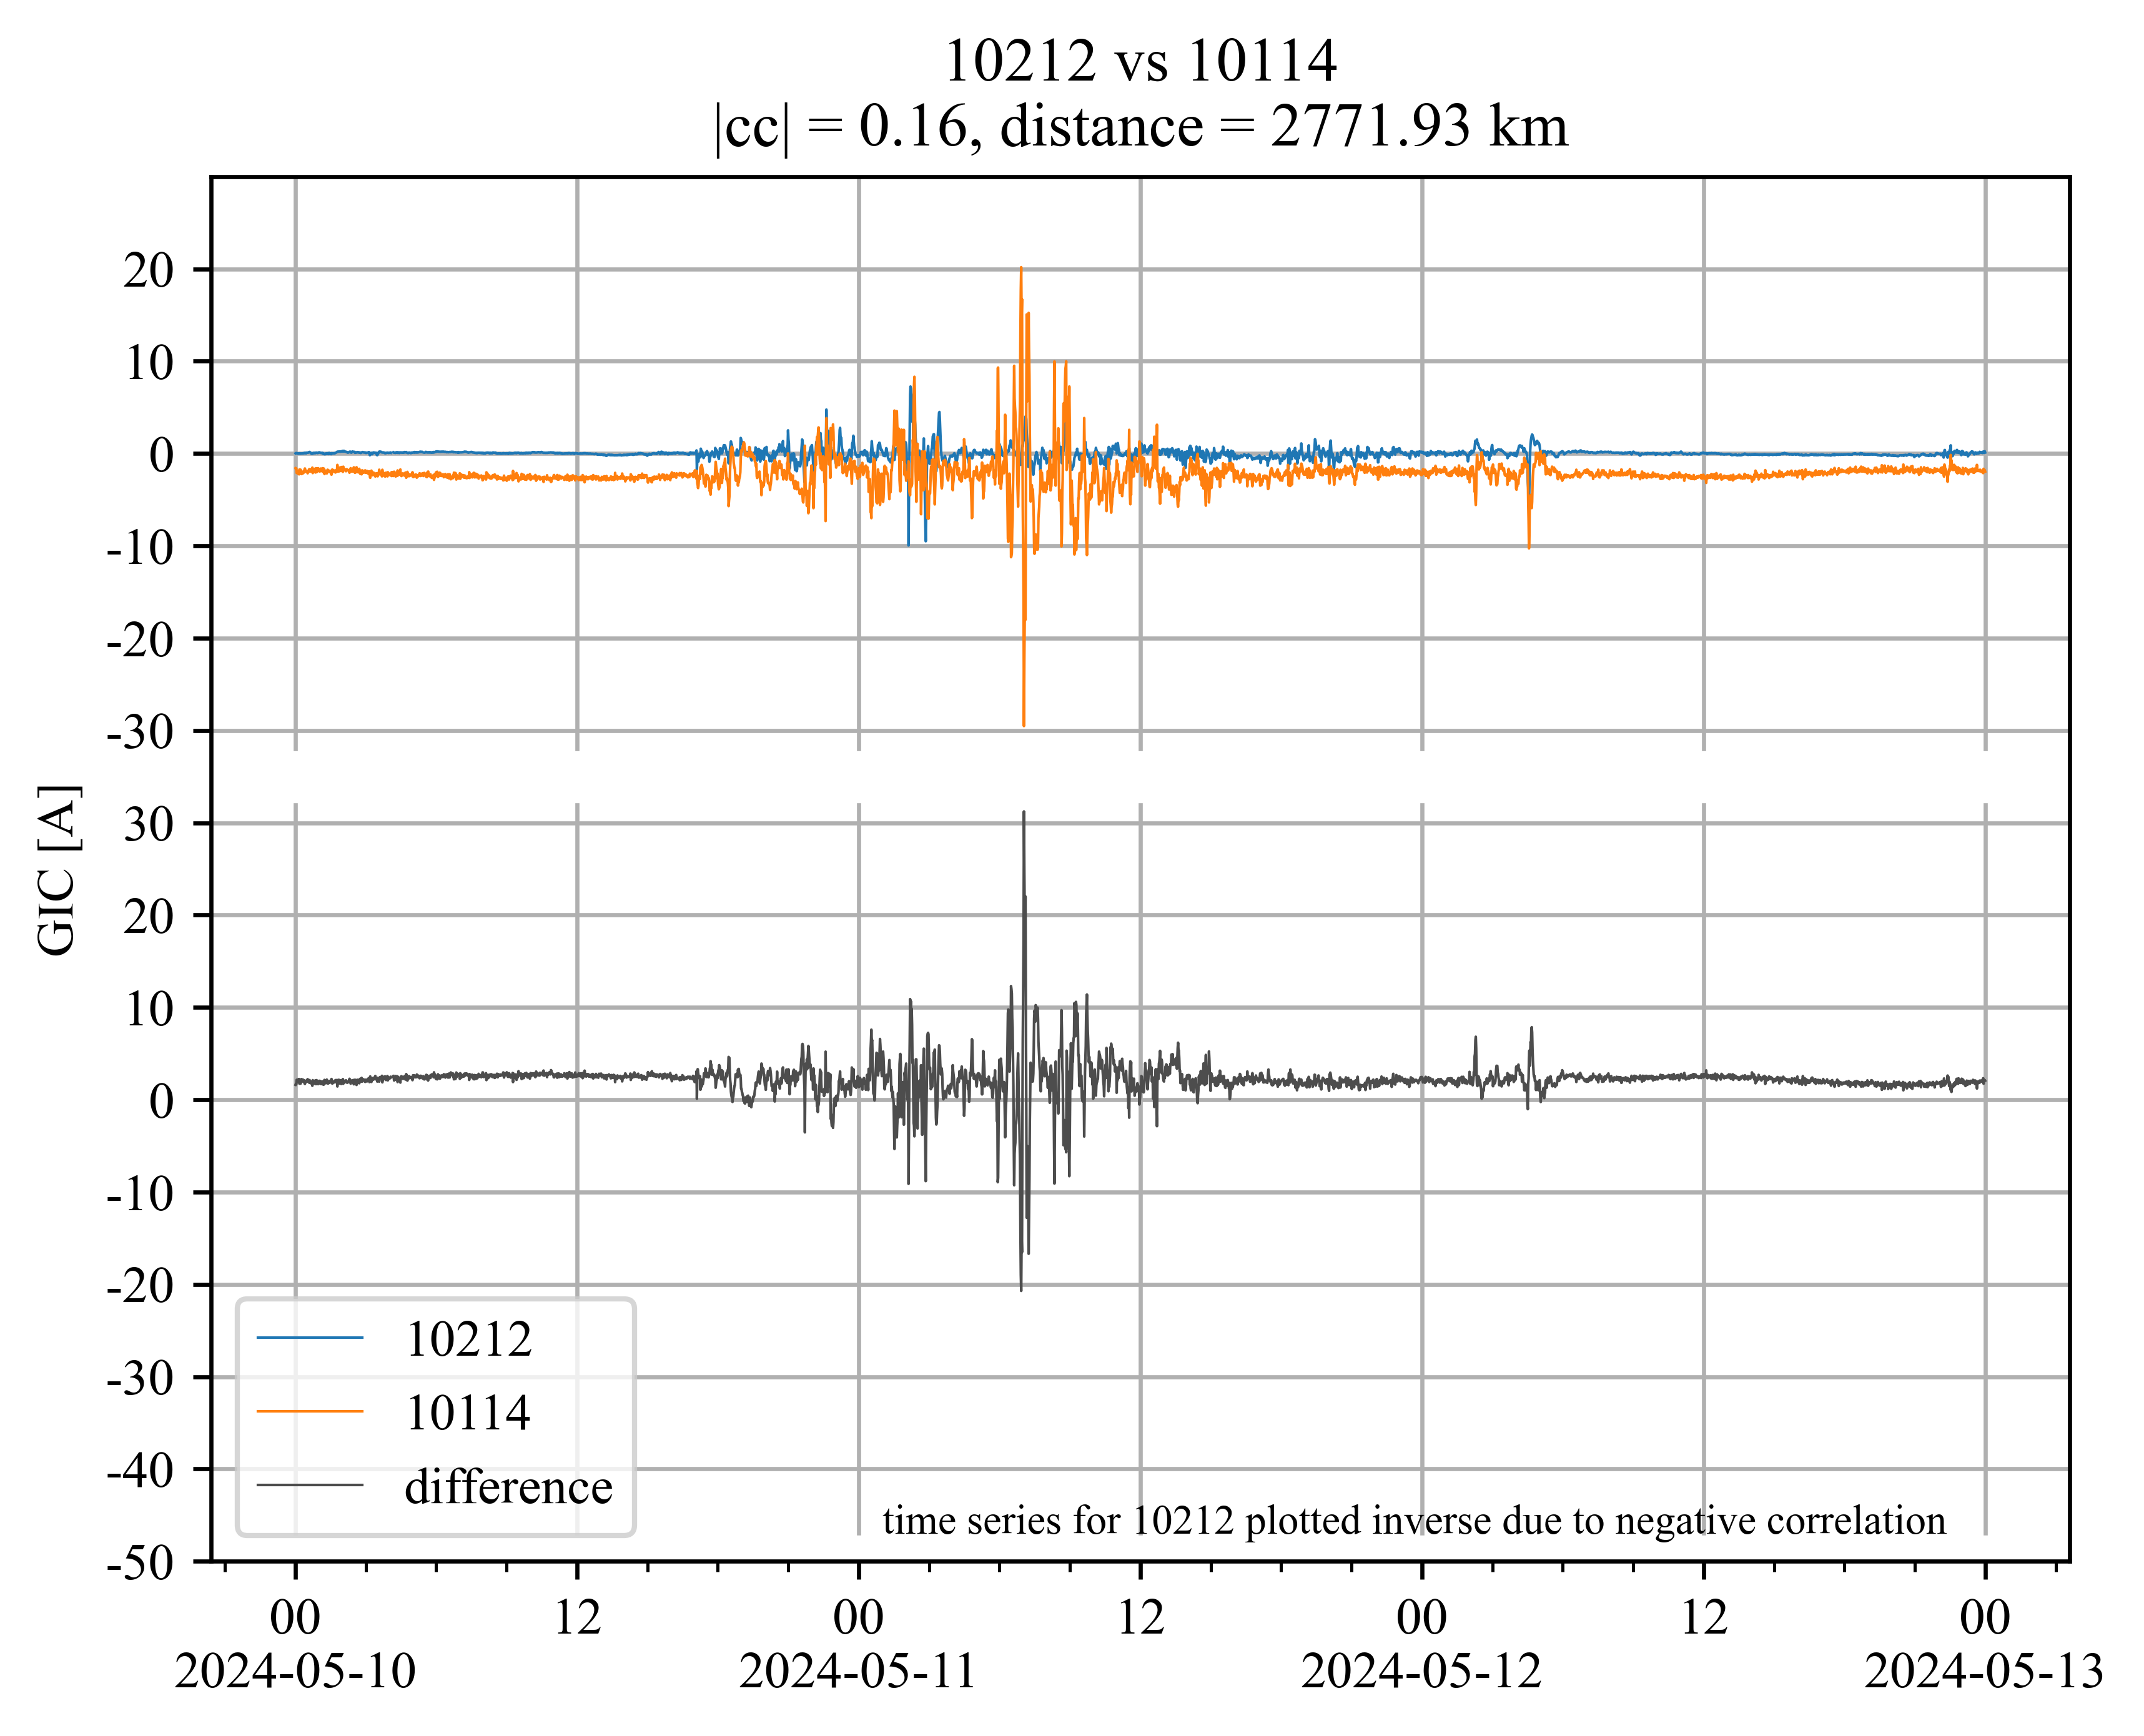 10212 vs 10114
|cc| = 0.16, distance = 2771.93 km
GIC [A]
20
10
0
-10
-20
-30
30
20
10
0
-10
-20
-30
-40
-50
10212
10114
difference
time series for 10212 plotted inverse due to negative correlation
00 12 00 12 00 12 00
2024-05-10 2024-05-11 2024-05-12 2024-05-13